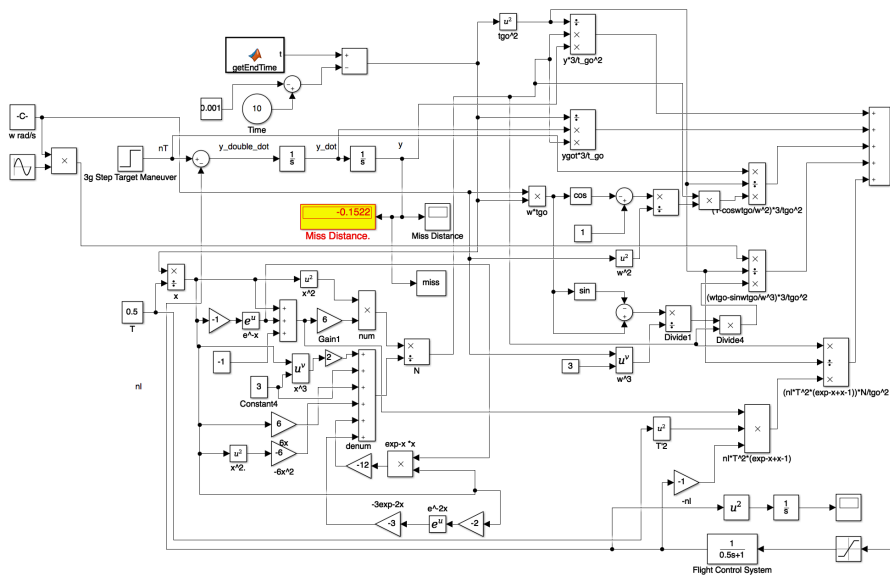 u²
tgo^2
t
getEndTime
y*3/t_go^2
0.001
10
Time
-C-
w rad/s
nT
y_double_dot
y_dot
y
ygot*3/t_go
1
s
1
s
3g Step Target Maneuver
w*tgo
cos
(1-coswtgo/w^2)*3/tgo^2
-0.1522
Miss Distance.
Miss Distance
1
u²
w^2
x
u²
x^2
miss
(wtgo-sinwtgo/w^3)*3/tgo^2
0.5
T
-1
e^u
e^-x
6
Gain1
num
sin
Divide1
Divide4
-1
2
N
u^v
x^3
3
u^v
w^3
3
Constant4
(nl*T^2*(exp-x+x-1))*N/tgo^2
nl
6
6x
denum
u²
T^2
u²
x^2.
-6
-6x^2
exp-x *x
-12
nl*T^2*(exp-x+x-1)
-1
-nl
-3exp-2x
e^-2x
-3
e^u
-2
u²
1
s
1
0.5s+1
Flight Control System